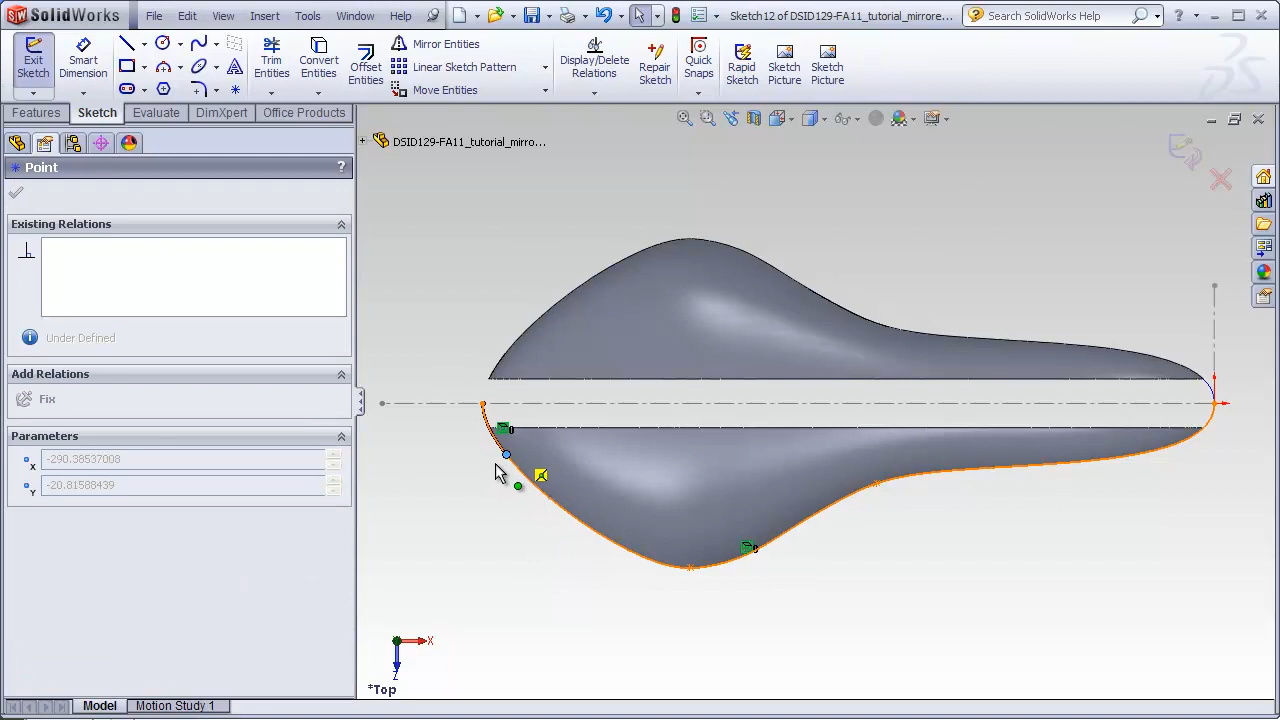 SolidWorks
File Edit View Insert Tools Window Help
Sketch12 of DSID129-FA11_tutorial_mirrore...
Search SolidWorks Help
Exit Sketch
Smart Dimension
Trim Entities
Convert Entities
Offset Entities
Mirror Entities
Linear Sketch Pattern
Move Entities
Display/Delete Relations
Repair Sketch
Quick Snaps
Rapid Sketch
Sketch Picture
Sketch Picture
Features Sketch Evaluate DimXpert Office Products
DSID129-FA11_tutorial_mirro...
Point ?
Existing Relations
Under Defined
Add Relations
Fix
Parameters
X -290.38537008
Y -20.81588439
X
Z
*Top
Model Motion Study 1